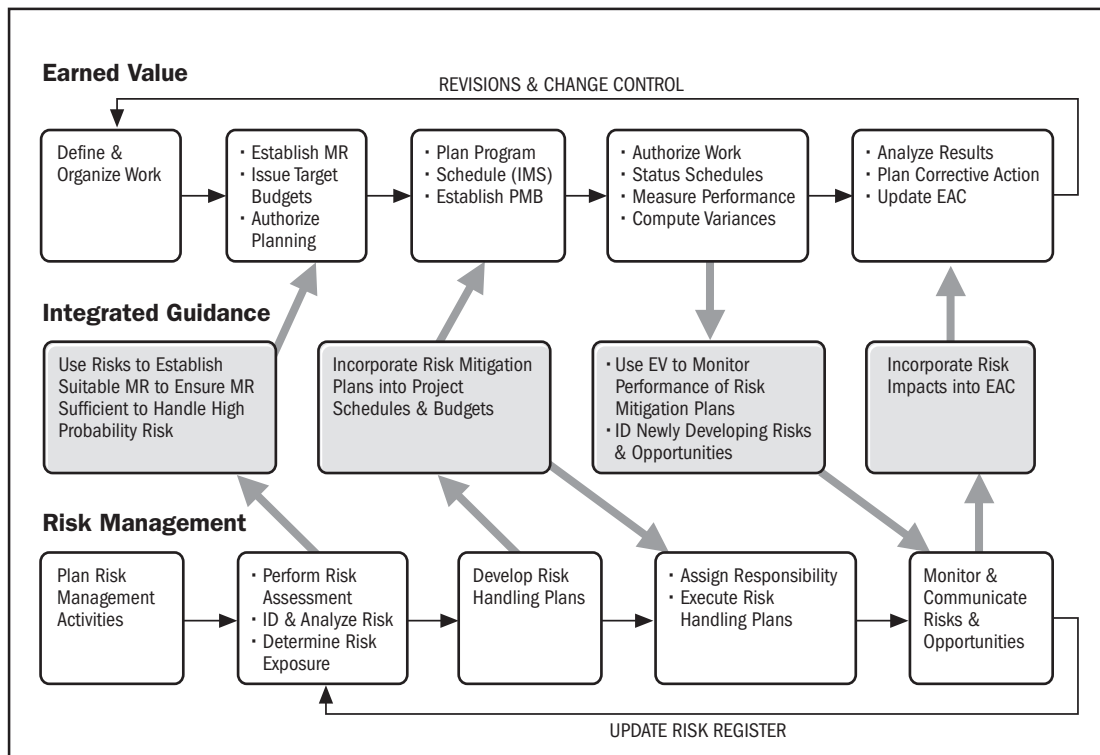 Earned Value
REVISIONS & CHANGE CONTROL
Define &
Organize Work
· Establish MR
· Issue Target
Budgets
· Authorize
Planning
· Plan Program
· Schedule (IMS)
· Establish PMB
· Authorize Work
· Status Schedules
· Measure Performance
· Compute Variances
· Analyze Results
· Plan Corrective Action
· Update EAC
Integrated Guidance
Use Risks to Establish
Suitable MR to Ensure MR
Sufficient to Handle High
Probability Risk
Incorporate Risk Mitigation
Plans into Project
Schedules & Budgets
· Use EV to Monitor
Performance of Risk
Mitigation Plans
· ID Newly Developing Risks
& Opportunities
Incorporate Risk
Impacts into EAC
Risk Management
Plan Risk
Management
Activities
· Perform Risk
Assessment
· ID & Analyze Risk
· Determine Risk
Exposure
Develop Risk
Handling Plans
· Assign Responsibility
· Execute Risk
Handling Plans
Monitor &
Communicate
Risks &
Opportunities
UPDATE RISK REGISTER